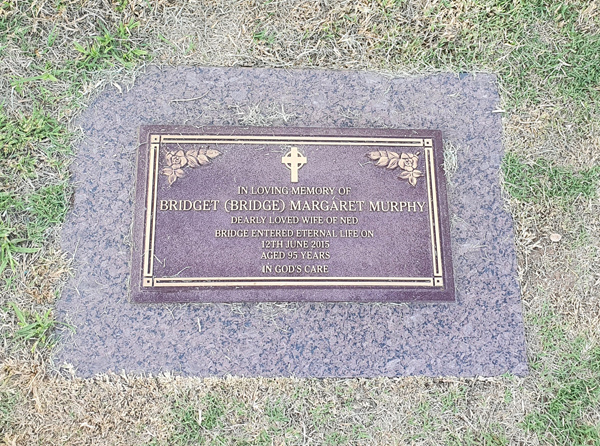 IN LOVING MEMORY OF
BRIDGET (BRIDGE) MARGARET MURPHY
DEARLY LOVED WIFE OF NED
BRIDGE ENTERED ETERNAL LIFE ON
12TH JUNE 2015
AGED 95 YEARS
IN GOD'S CARE